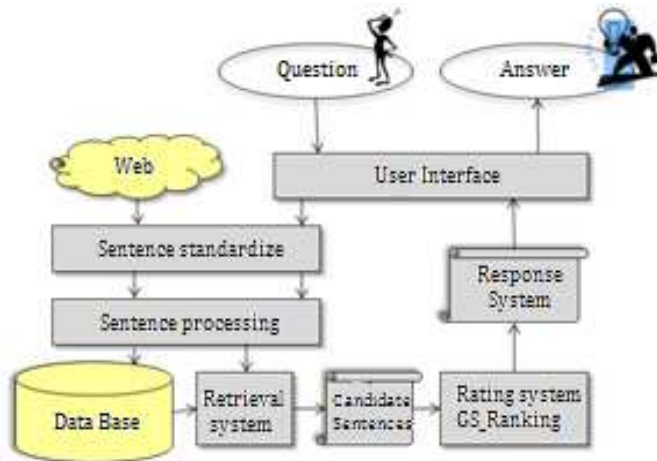 Question
Answer
Web
User Interface
Sentence standardize
Response
System
Sentence processing
Data Base
Retrieval
system
Candidate
Sentences
Rating system
GS_Ranking